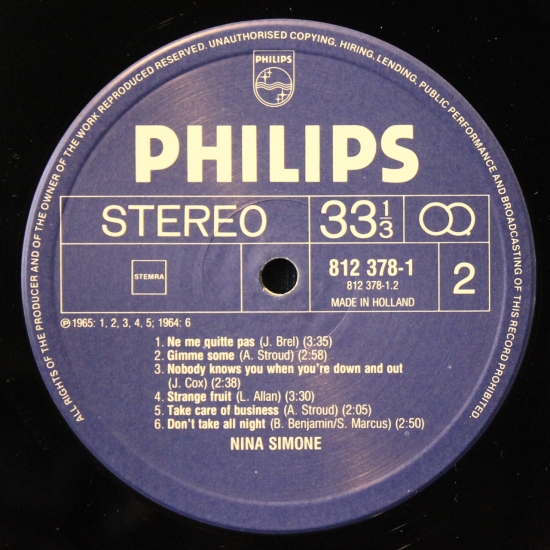 ALL RIGHTS OF THE PRODUCER AND OF THE OWNER OF THE WORK REPRODUCED RESERVED. UNAUTHORISED COPYING, HIRING, LENDING, PUBLIC PERFORMANCE AND BROADCASTING OF THIS RECORD PROHIBITED.
PHILIPS
PHILIPS
STEREO
33 1/3
STEMRA
812 378-1
812 378-1.2
MADE IN HOLLAND
2
℗ 1965: 1, 2, 3, 4, 5; 1964: 6
1. Ne me quitte pas (J. Brel) (3:35)
2. Gimme some (A. Stroud) (2:58)
3. Nobody knows you when you're down and out
(J. Cox) (2:38)
4. Strange fruit (L. Allan) (3:30)
5. Take care of business (A. Stroud) (2:05)
6. Don't take all night (B. Benjamin/S. Marcus) (2:50)
NINA SIMONE